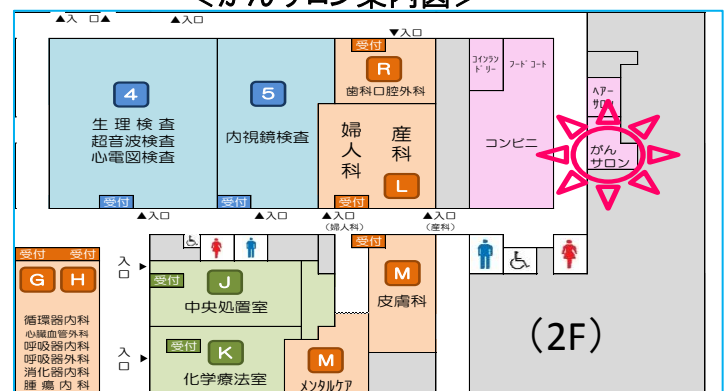 <がんサロン案内図>
▲入 口▲
▲入口
▼入口
4
生理検査
超音波検査
心電図検査
受付
5
内視鏡検査
受付
受付
R
歯科口腔外科
婦人科
産科
L
受付
コインラン
ドリー
フードコート
コンビニ
ヘアー
サロン
がん
サロン
▲入口
▲入口
▲入口
(婦人科)
▲入口
(産科)
受付 受付
G H
循環器内科
心臓血管外科
呼吸器内科
呼吸器外科
消化器内科
腫瘍内科
入口▶
入口▶
受付
J
中央処置室
受付
K
化学療法室
受付
M
皮膚科
M
メンタルケア
(2F)